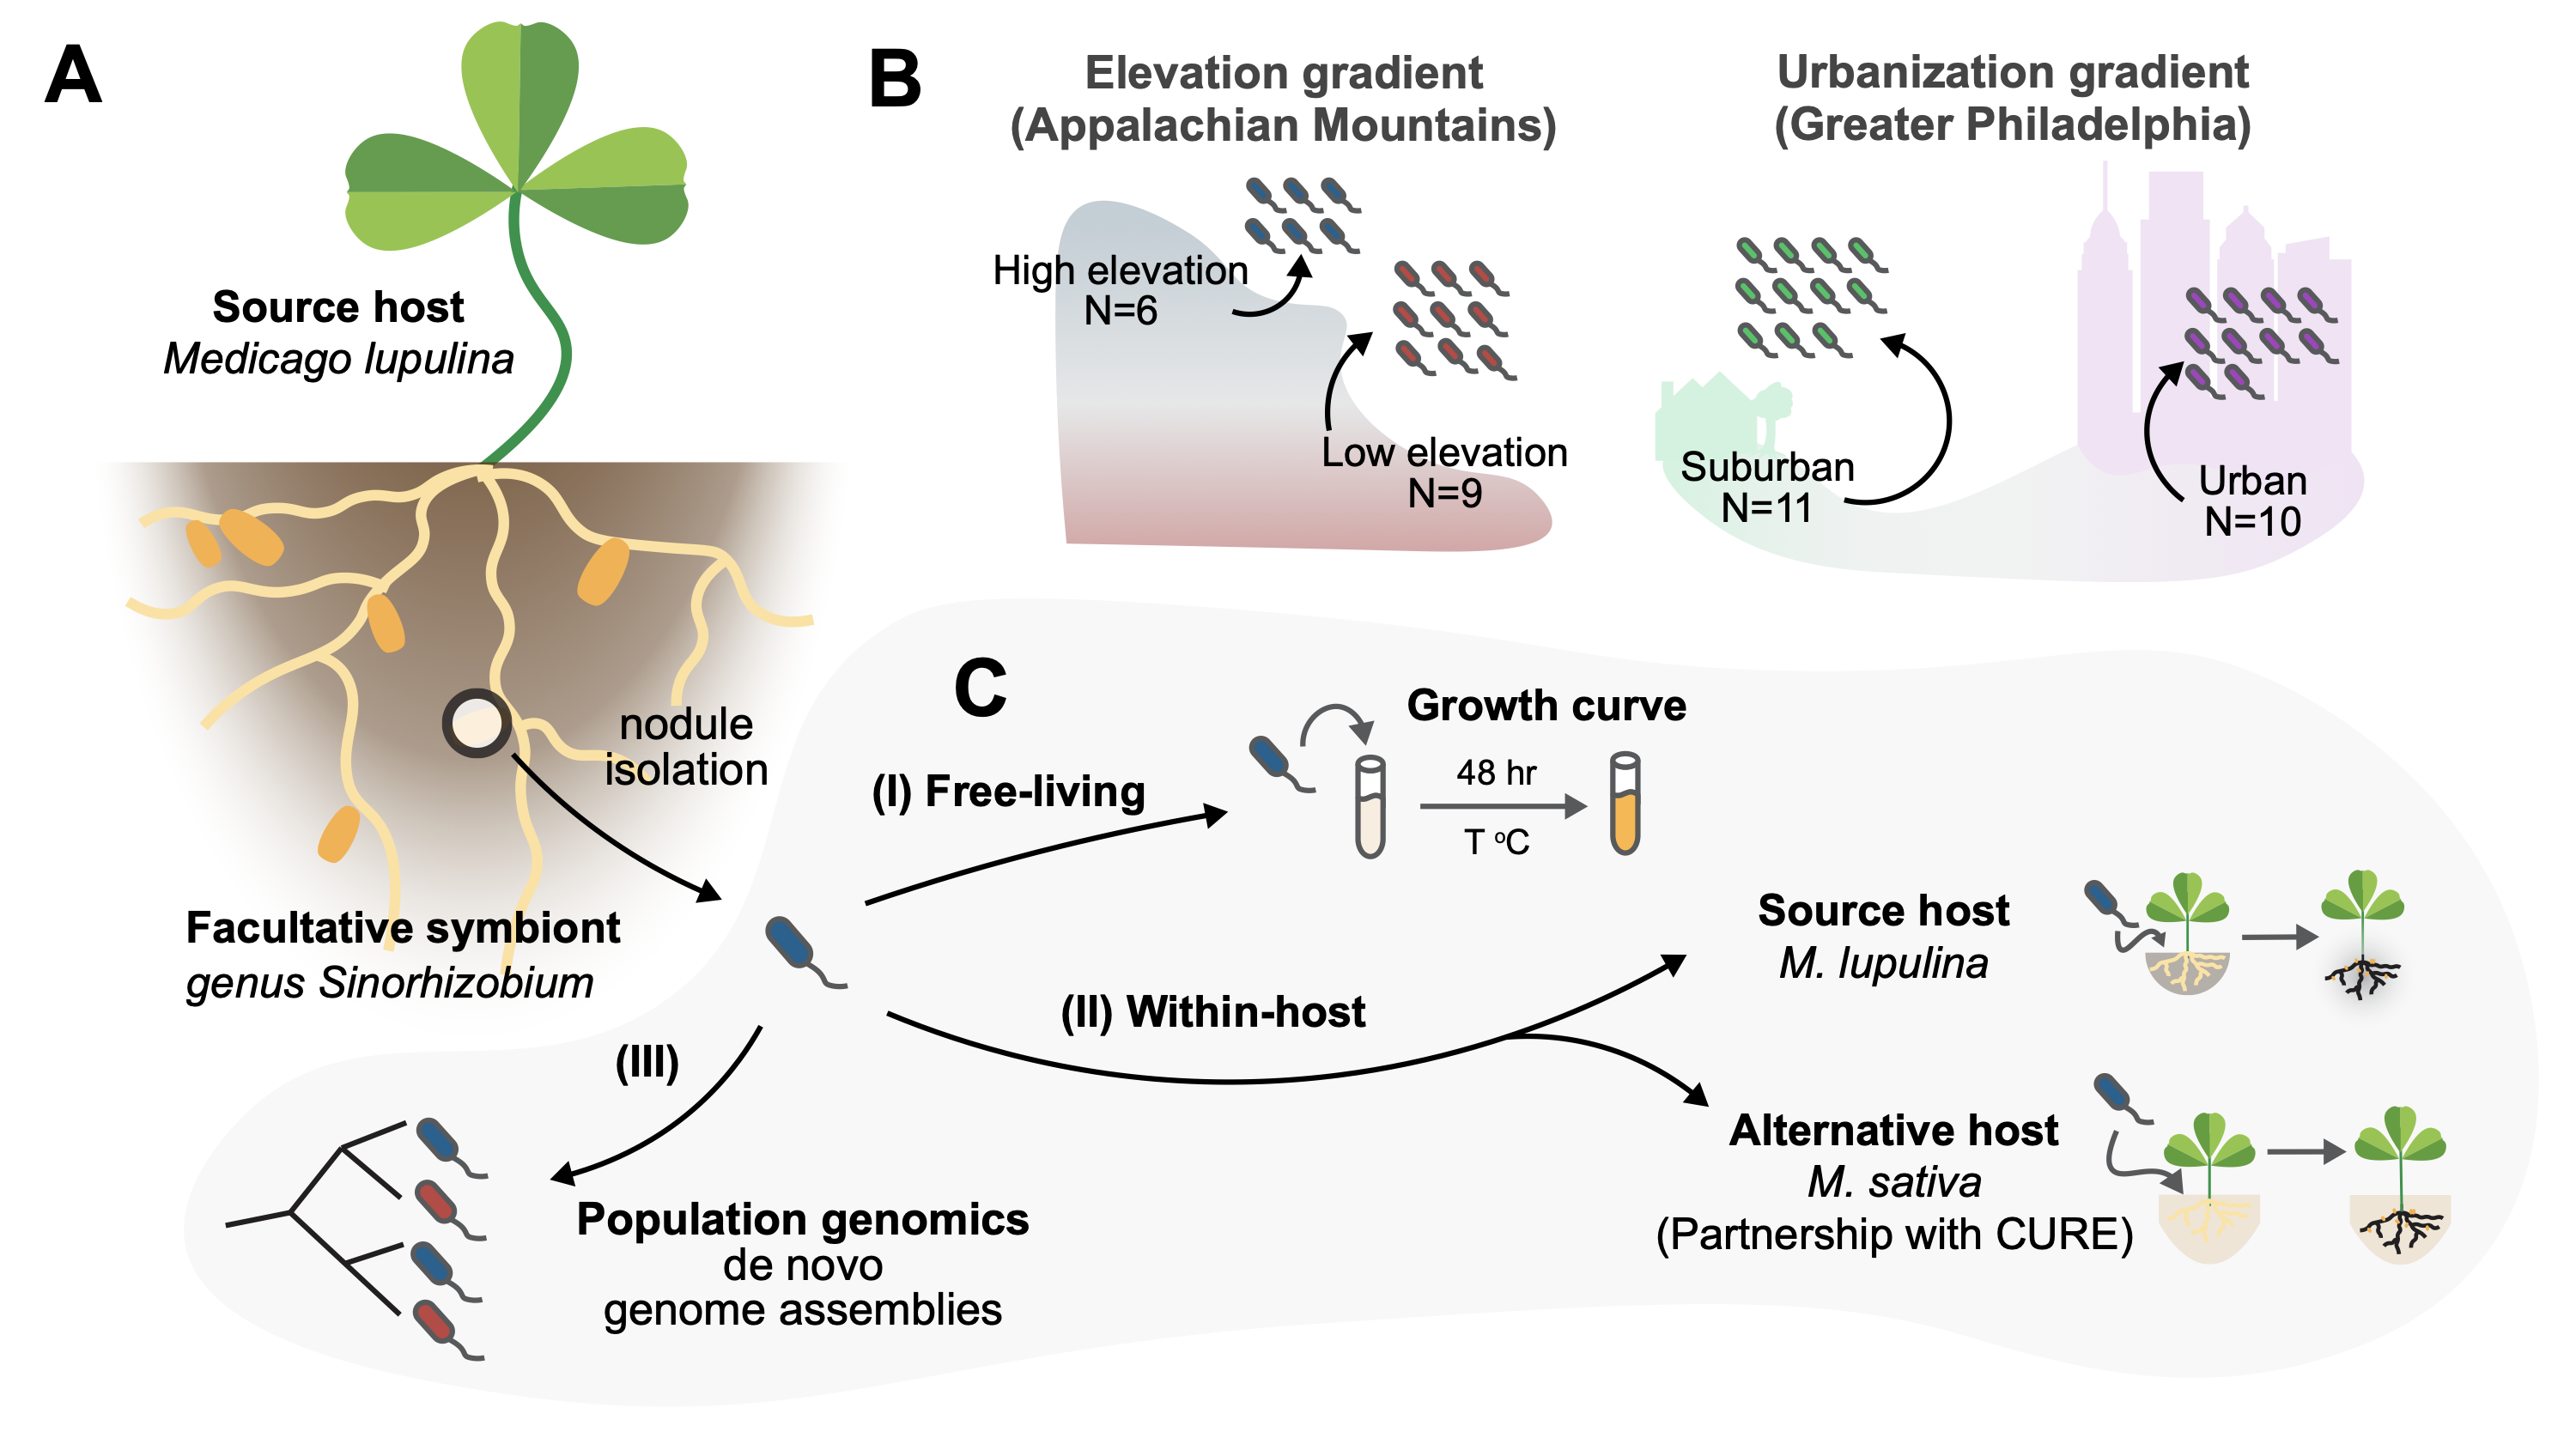 A
Source host
Medicago lupulina
nodule
isolation
Facultative symbiont
genus Sinorhizobium
B
Elevation gradient
(Appalachian Mountains)
High elevation
N=6
Low elevation
N=9
Urbanization gradient
(Greater Philadelphia)
Suburban
N=11
Urban
N=10
C
(I) Free-living
Growth curve
48 hr
T °C
(II) Within-host
Source host
M. lupulina
Alternative host
M. sativa
(Partnership with CURE)
(III)
Population genomics
de novo
genome assemblies